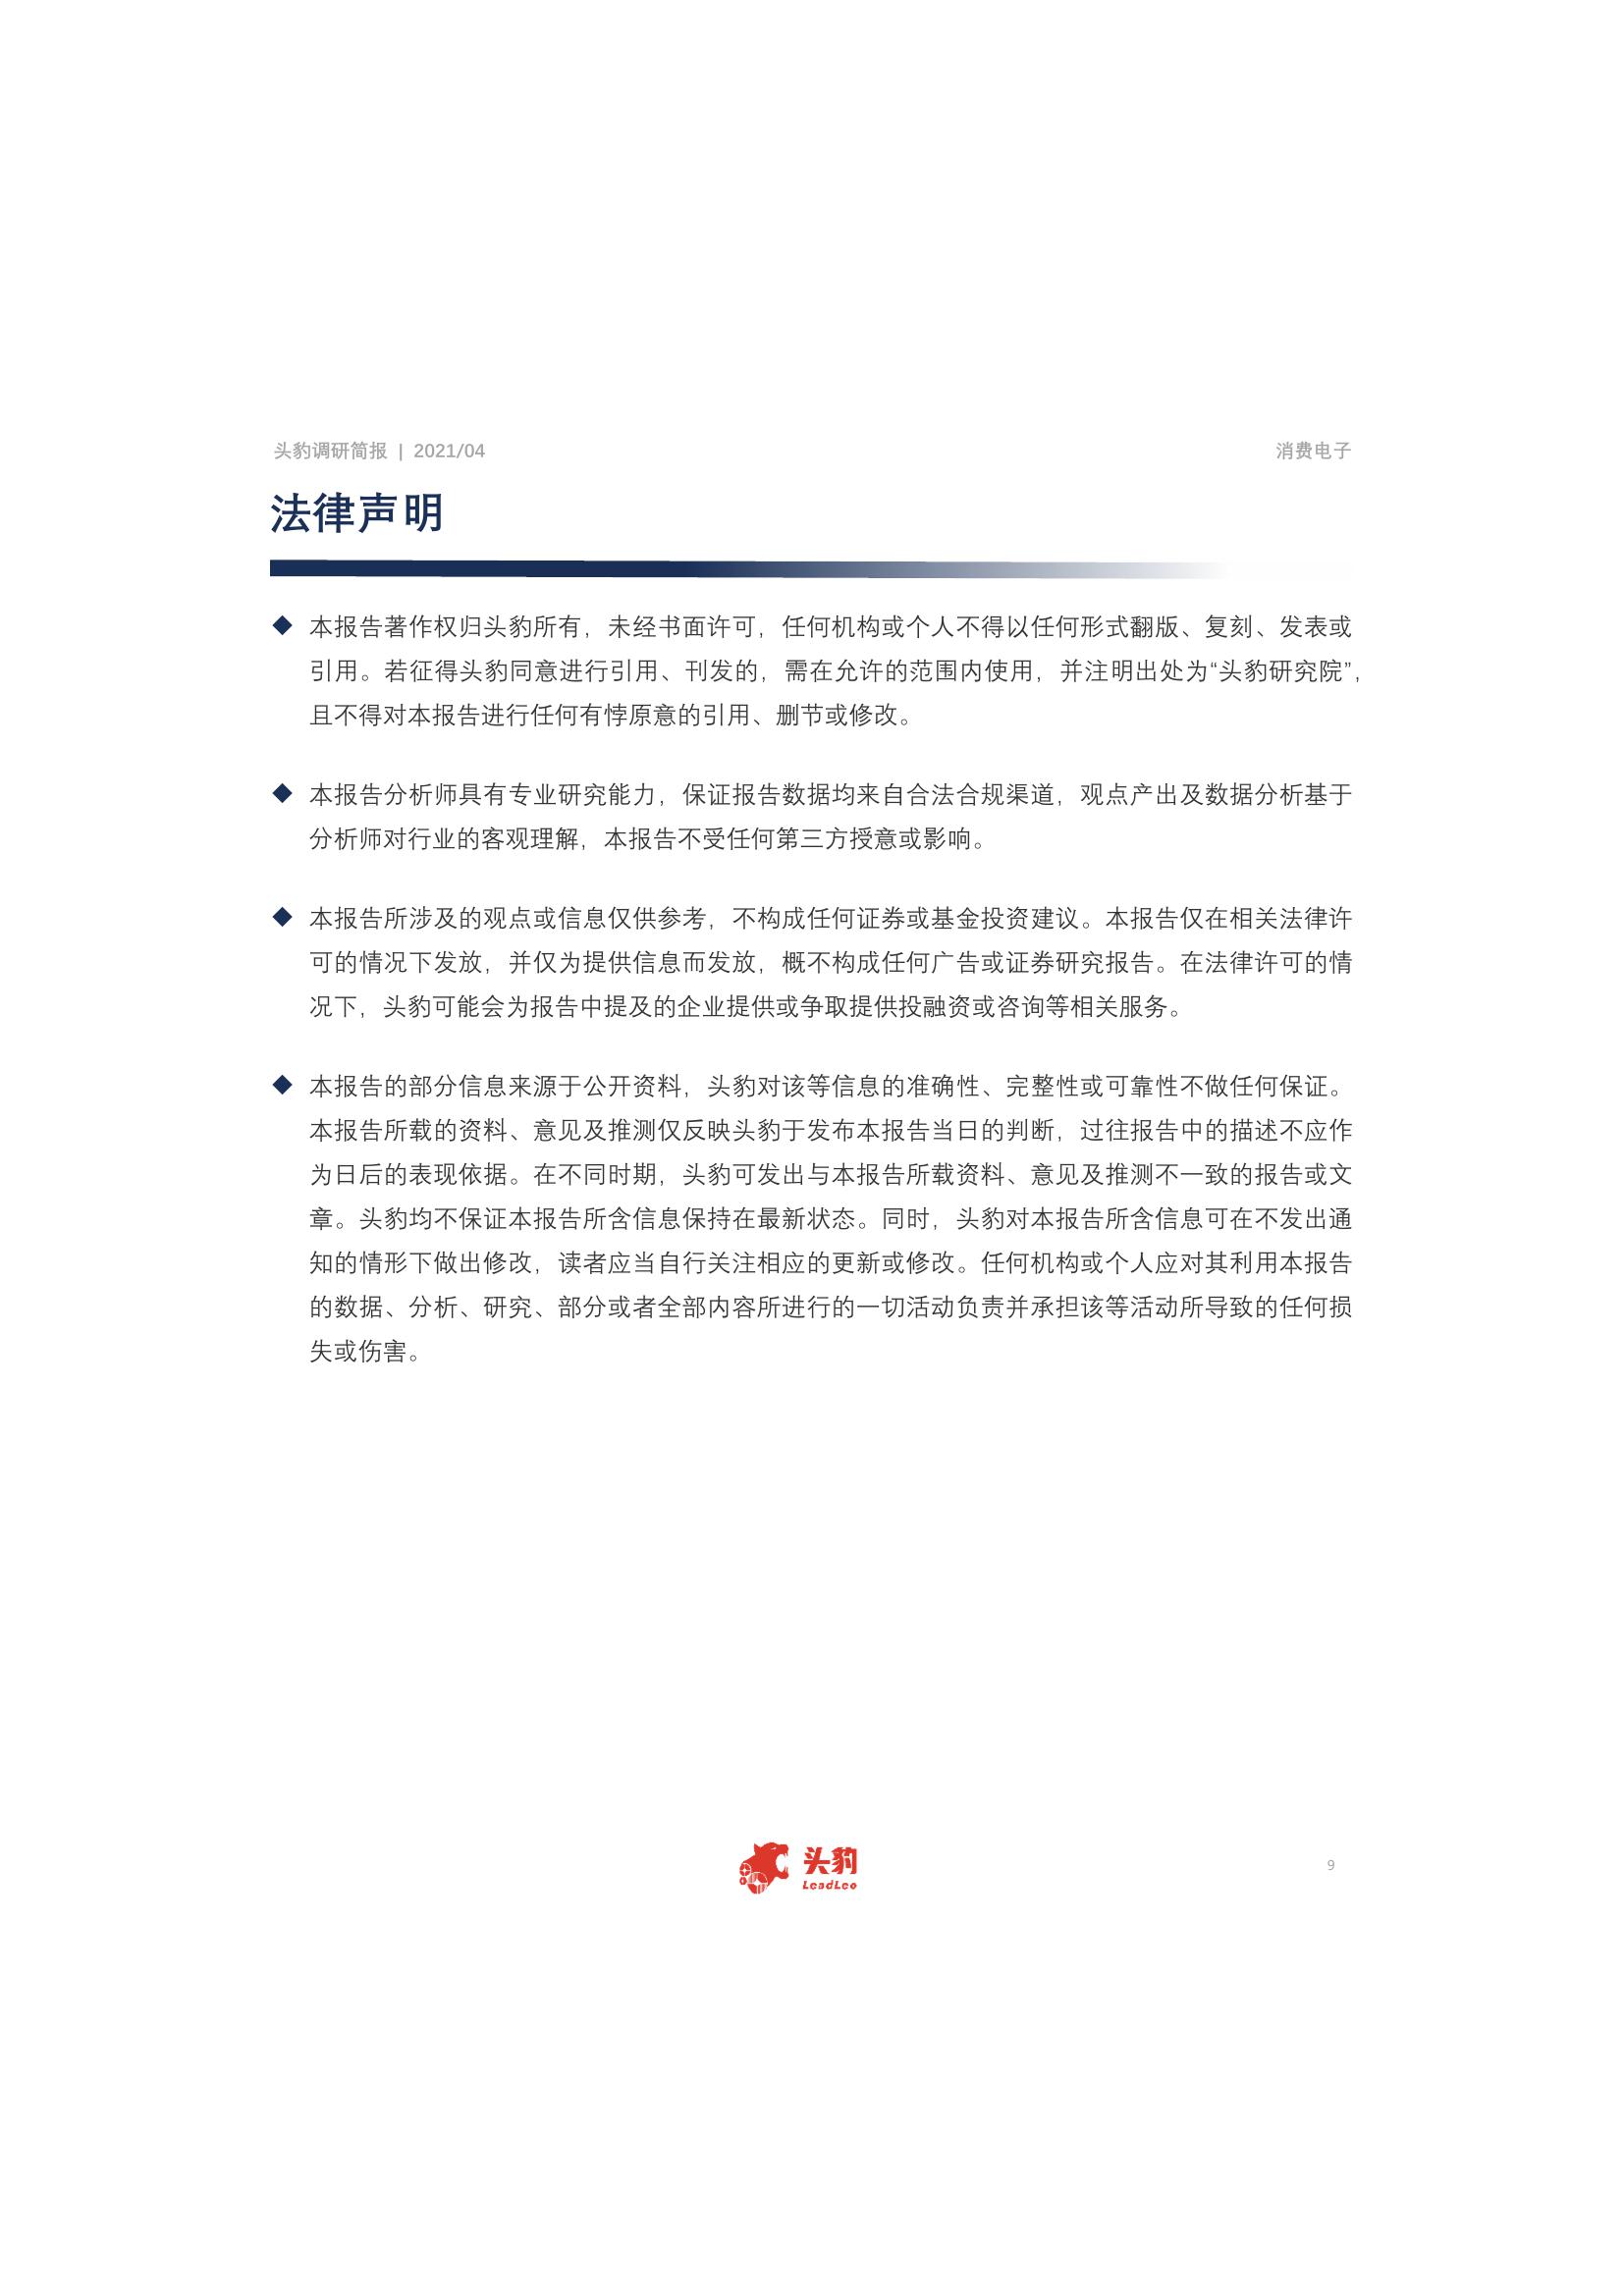 头豹调研简报 | 2021/04
消费电子
法律声明
◆ 本报告著作权归头豹所有，未经书面许可，任何机构或个人不得以任何形式翻版、复刻、发表或
引用。若征得头豹同意进行引用、刊发的，需在允许的范围内使用，并注明出处为“头豹研究院”，
且不得对本报告进行任何有悖原意的引用、删节或修改。
◆ 本报告分析师具有专业研究能力，保证报告数据均来自合法合规渠道，观点产出及数据分析基于
分析师对行业的客观理解，本报告不受任何第三方授意或影响。
◆ 本报告所涉及的观点或信息仅供参考，不构成任何证券或基金投资建议。本报告仅在相关法律许
可的情况下发放，并仅为提供信息而发放，概不构成任何广告或证券研究报告。在法律许可的情
况下，头豹可能会为报告中提及的企业提供或争取提供投融资或咨询等相关服务。
◆ 本报告的部分信息来源于公开资料，头豹对该等信息的准确性、完整性或可靠性不做任何保证。
本报告所载的资料、意见及推测仅反映头豹于发布本报告当日的判断，过往报告中的描述不应作
为日后的表现依据。在不同时期，头豹可发出与本报告所载资料、意见及推测不一致的报告或文
章。头豹均不保证本报告所含信息保持在最新状态。同时，头豹对本报告所含信息可在不发出通
知的情形下做出修改，读者应当自行关注相应的更新或修改。任何机构或个人应对其利用本报告
的数据、分析、研究、部分或者全部内容所进行的一切活动负责并承担该等活动所导致的任何损
失或伤害。
头豹
LeadLeo
9